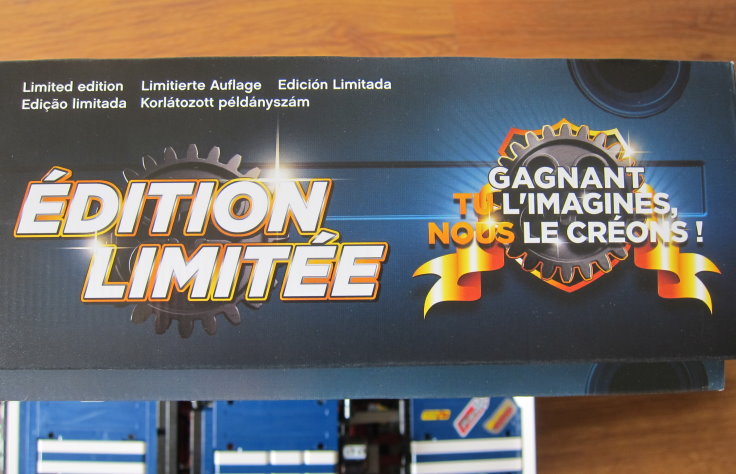 Limited edition Limitierte Auflage Edición Limitada
Edição limitada Korlátozott példányszám
ÉDITION
LIMITÉE
GAGNANT
TU L'IMAGINES,
NOUS LE CRÉONS !